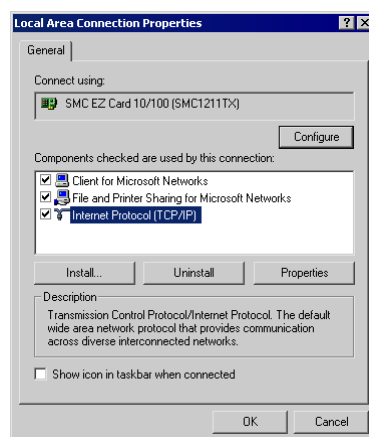 Local Area Connection Properties
General
Connect using:
SMC EZ Card 10/100 (SMC1211TX)
Configure
Components checked are used by this connection:
Client for Microsoft Networks
File and Printer Sharing for Microsoft Networks
Internet Protocol (TCP/IP)
Install... Uninstall Properties
Description
Transmission Control Protocol/Internet Protocol. The default
wide area network protocol that provides communication
across diverse interconnected networks.
Show icon in taskbar when connected
OK Cancel